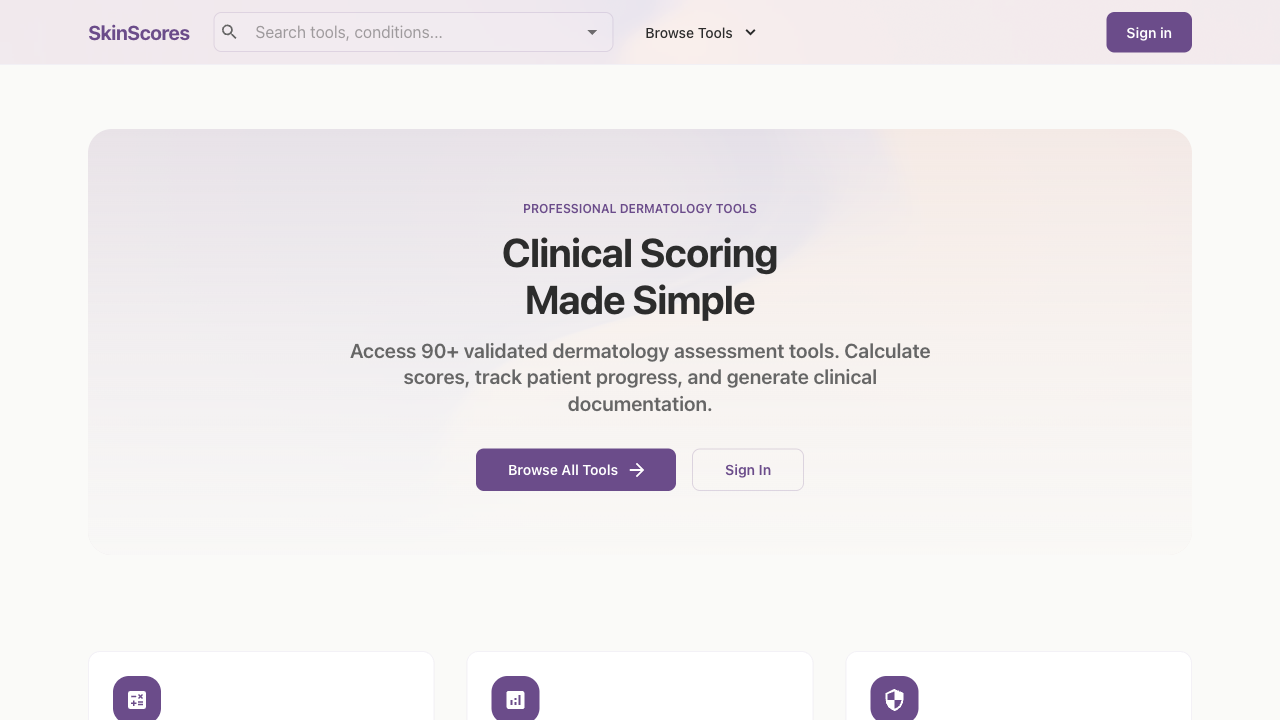 SkinScores
Search tools, conditions...
Browse Tools
Sign in
PROFESSIONAL DERMATOLOGY TOOLS
Clinical Scoring
Made Simple
Access 90+ validated dermatology assessment tools. Calculate
scores, track patient progress, and generate clinical
documentation.
Browse All Tools
Sign In